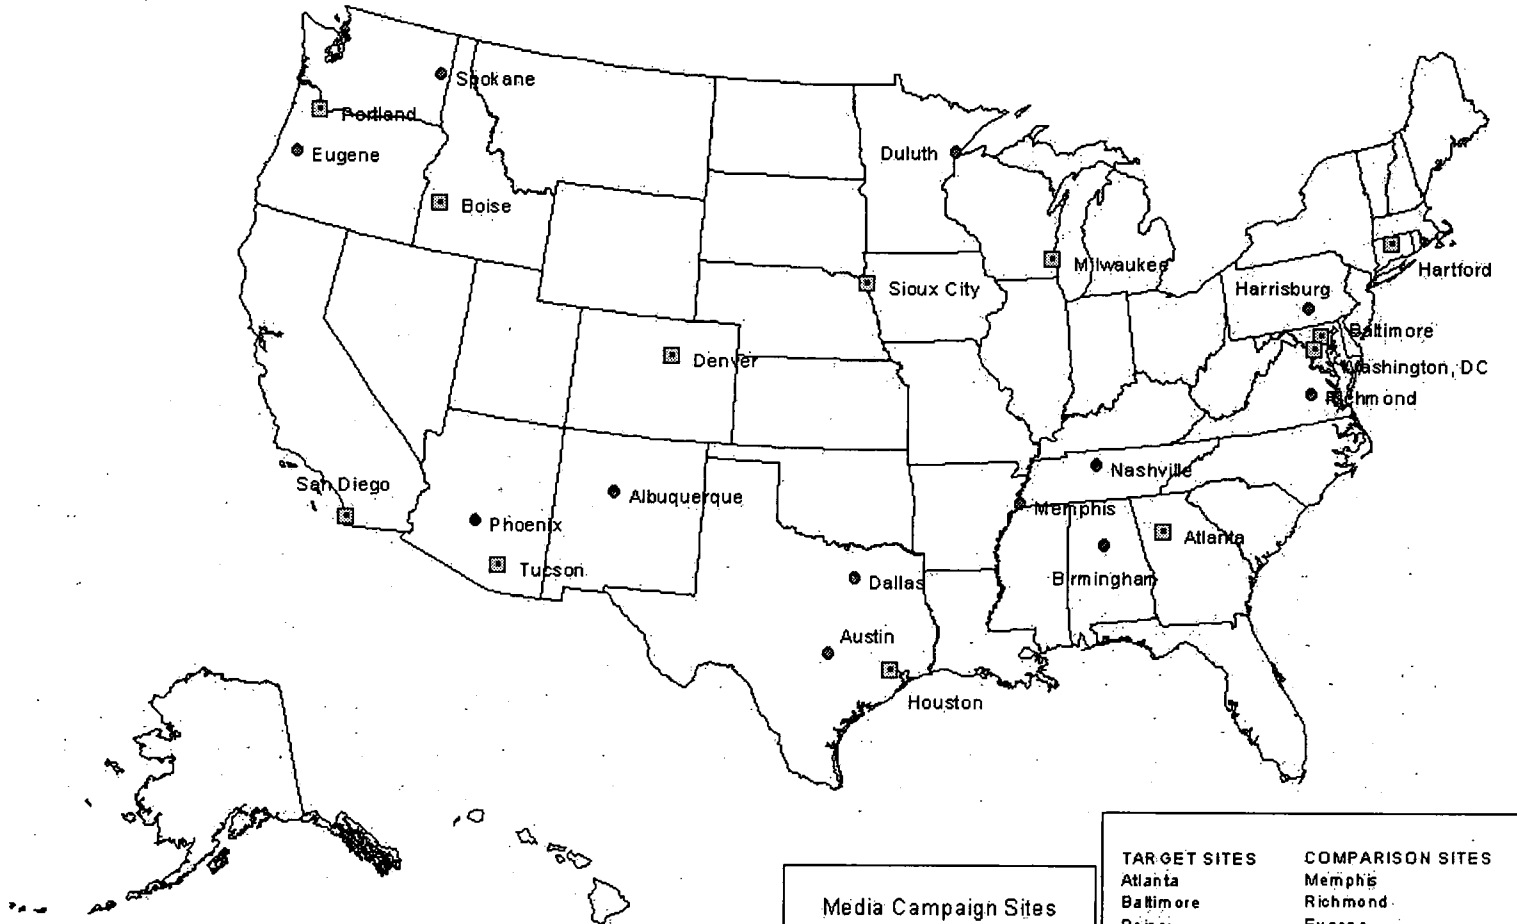 Spokane
Portland
Eugene
Boise
Duluth
Milwaukee
Sioux City
Hartford
Harrisburg
Baltimore
Washington, DC
Richmond
Denver
San Diego
Albuquerque
Phoenix
Tucson
Nashville
Memphis
Atlanta
Birmingham
Dallas
Austin
Houston
Media Campaign Sites
TARGET SITES COMPARISON SITES
Atlanta Memphis
Baltimore Richmond
Boise Eugene